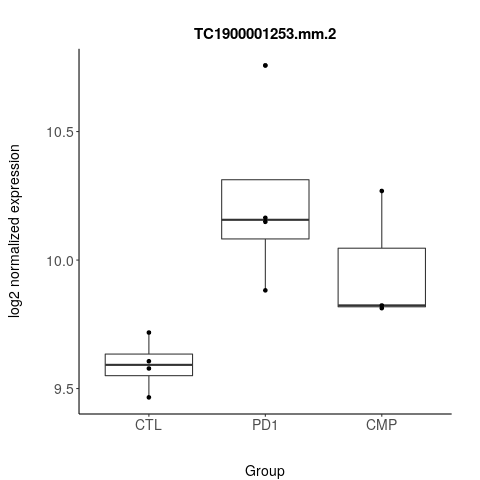 TC1900001253.mm.2
log2 normalized expression
10.5
10.0
9.5
CTL PD1 CMP
Group